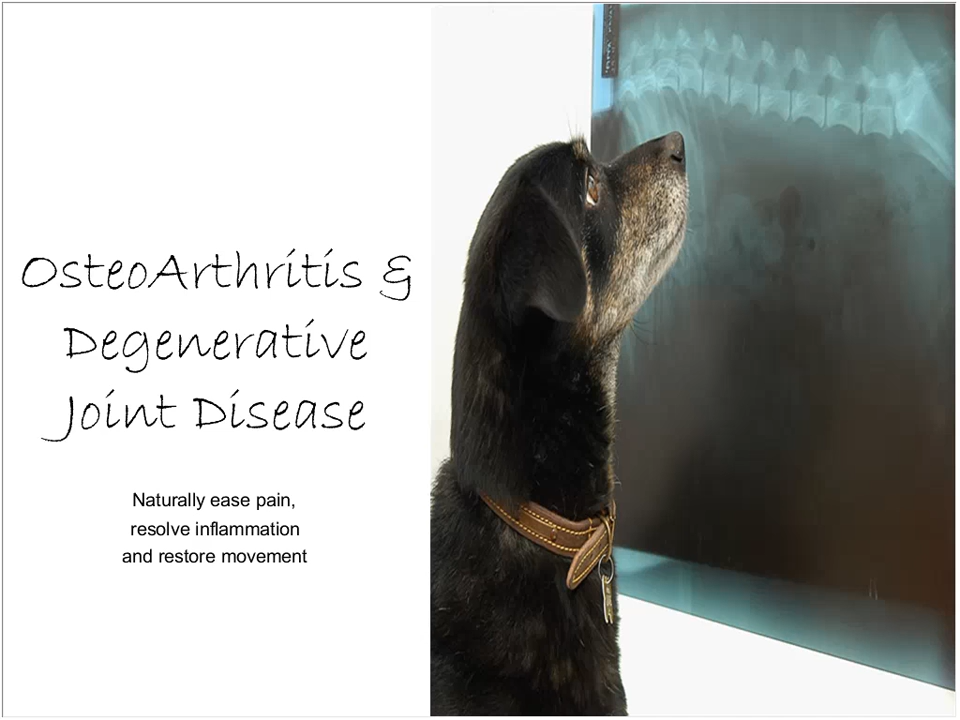 OsteoArthritis &
Degenerative
Joint Disease
Naturally ease pain,
resolve inflammation
and restore movement